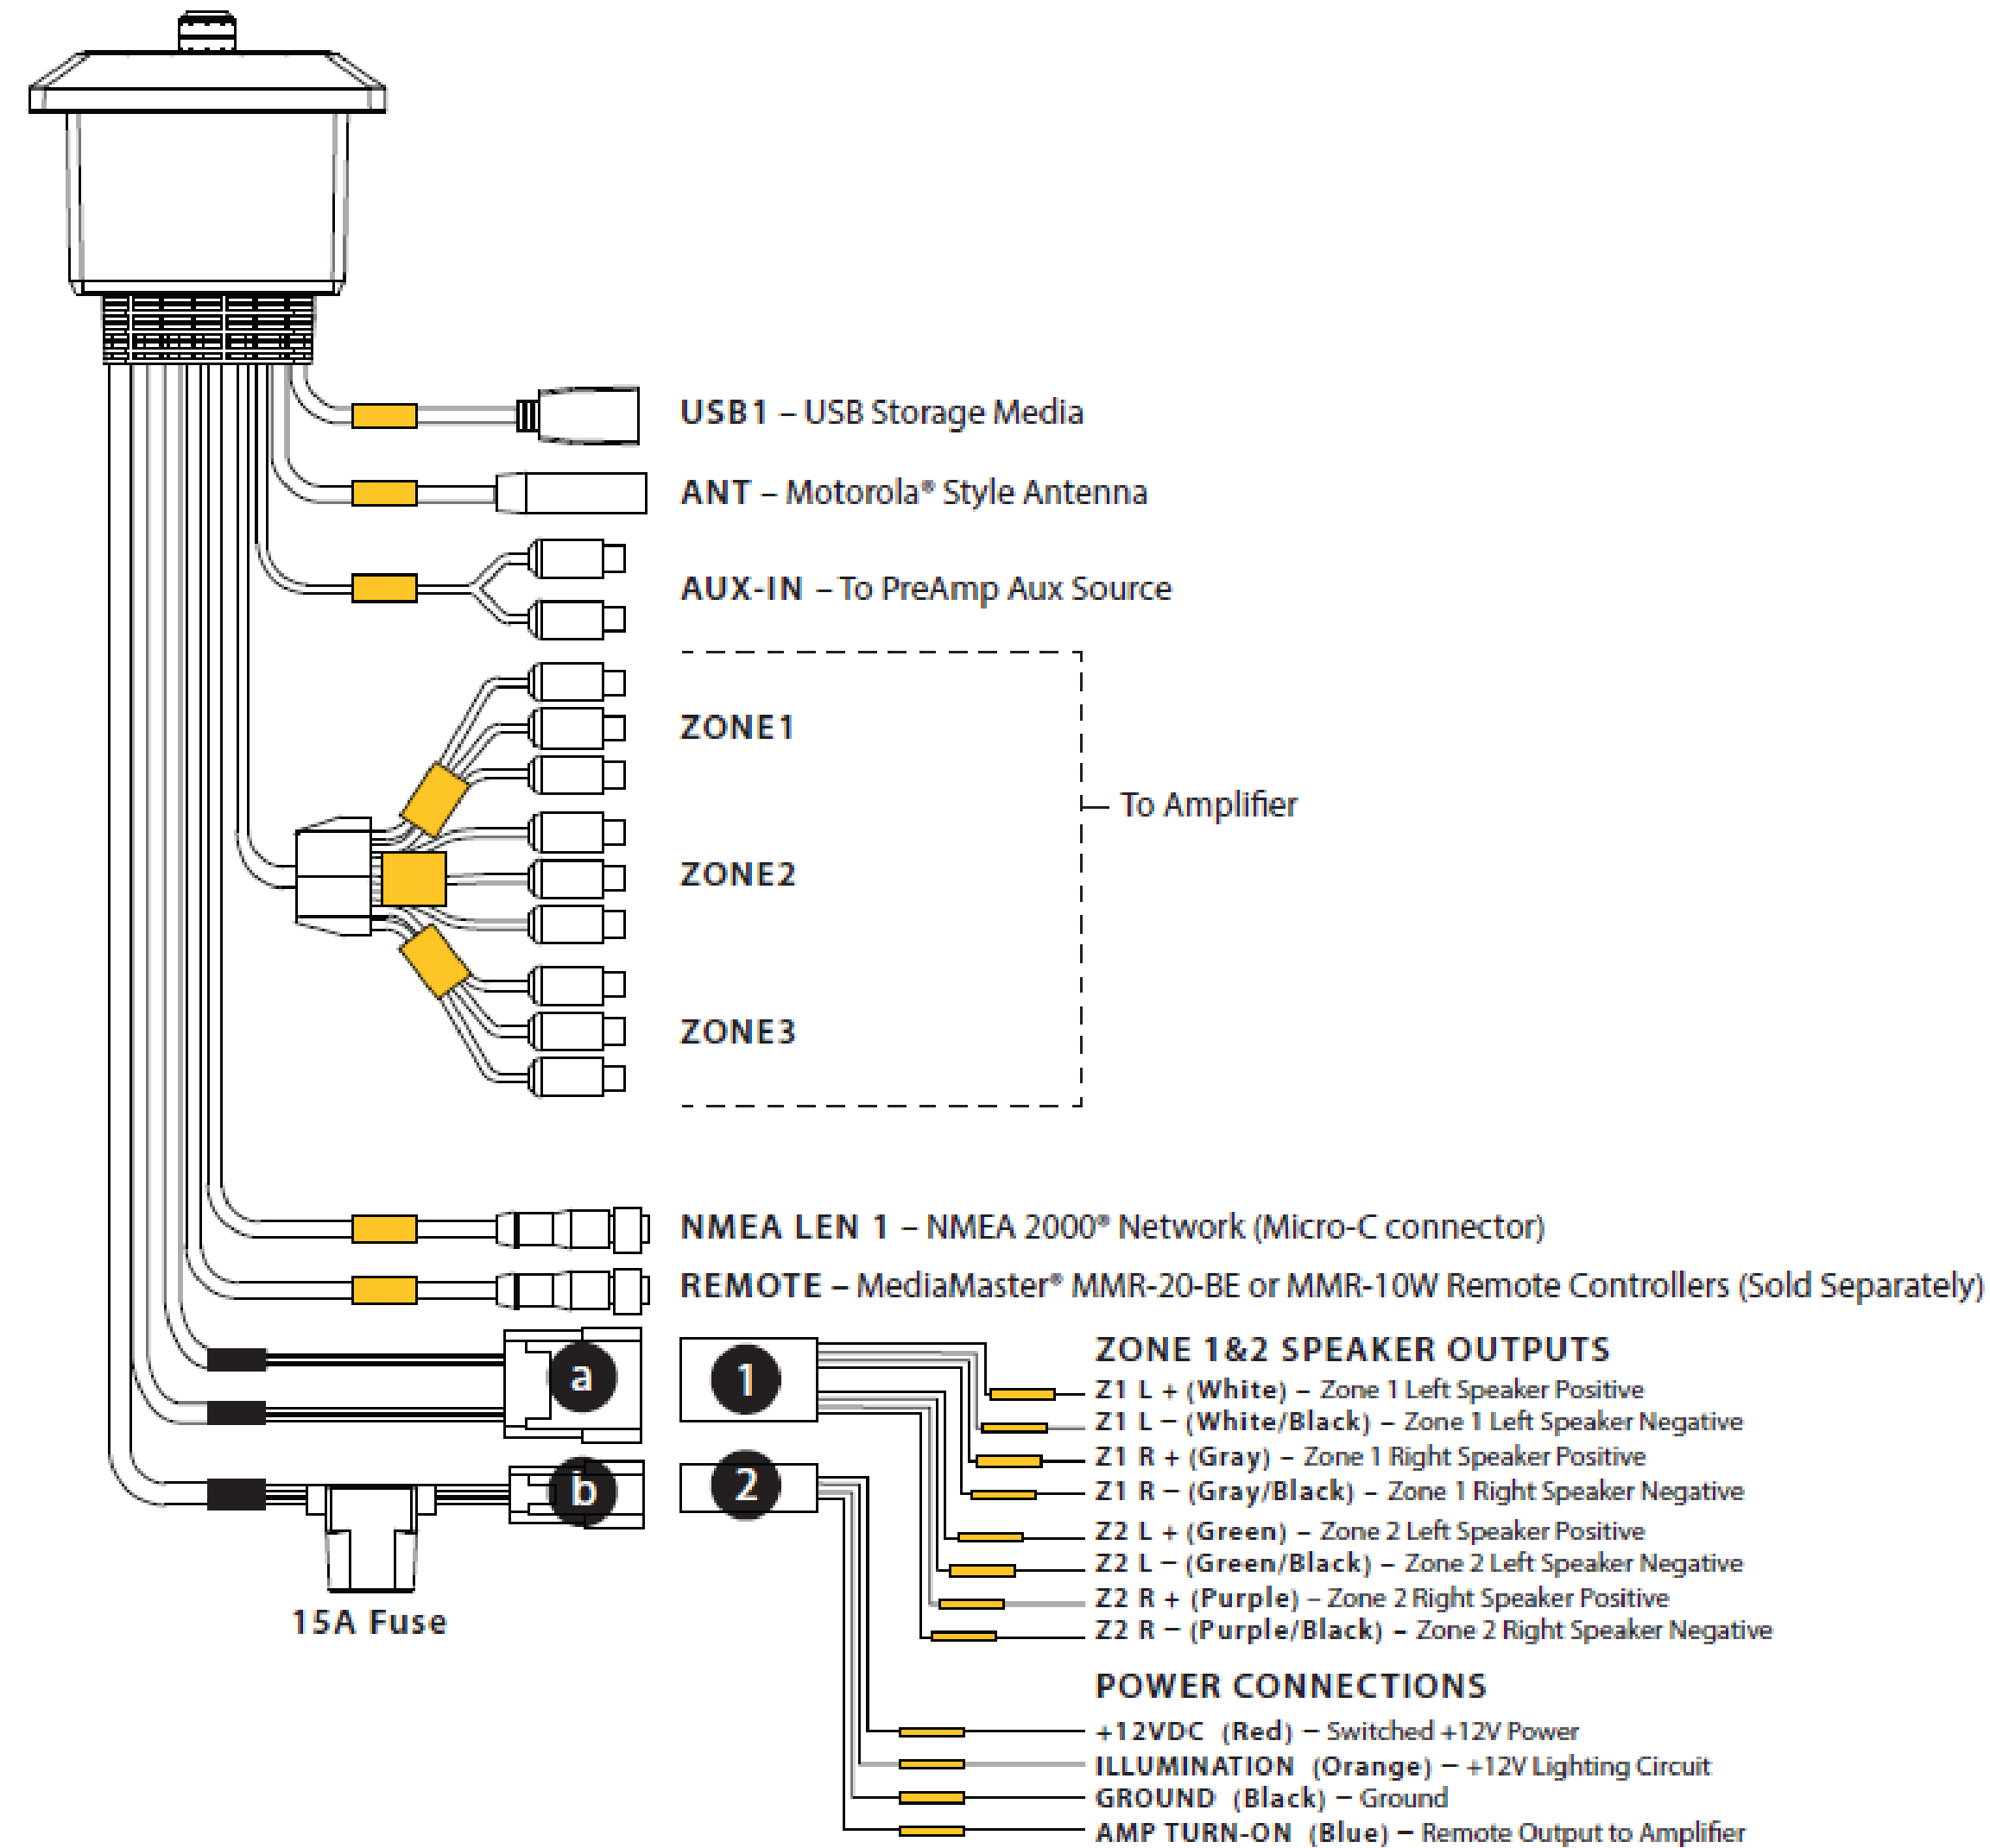 USB1 – USB Storage Media
ANT – Motorola® Style Antenna
AUX-IN – To PreAmp Aux Source
ZONE1
To Amplifier
ZONE2
ZONE3
NMEA LEN 1 – NMEA 2000® Network (Micro-C connector)
REMOTE – MediaMaster® MMR-20-BE or MMR-10W Remote Controllers (Sold Separately)
a
1
b
2
15A Fuse
ZONE 1&2 SPEAKER OUTPUTS
Z1 L + (White) – Zone 1 Left Speaker Positive
Z1 L – (White/Black) – Zone 1 Left Speaker Negative
Z1 R + (Gray) – Zone 1 Right Speaker Positive
Z1 R – (Gray/Black) – Zone 1 Right Speaker Negative
Z2 L + (Green) – Zone 2 Left Speaker Positive
Z2 L – (Green/Black) – Zone 2 Left Speaker Negative
Z2 R + (Purple) – Zone 2 Right Speaker Positive
Z2 R – (Purple/Black) – Zone 2 Right Speaker Negative
POWER CONNECTIONS
+12VDC (Red) – Switched +12V Power
ILLUMINATION (Orange) – +12V Lighting Circuit
GROUND (Black) – Ground
AMP TURN-ON (Blue) – Remote Output to Amplifier